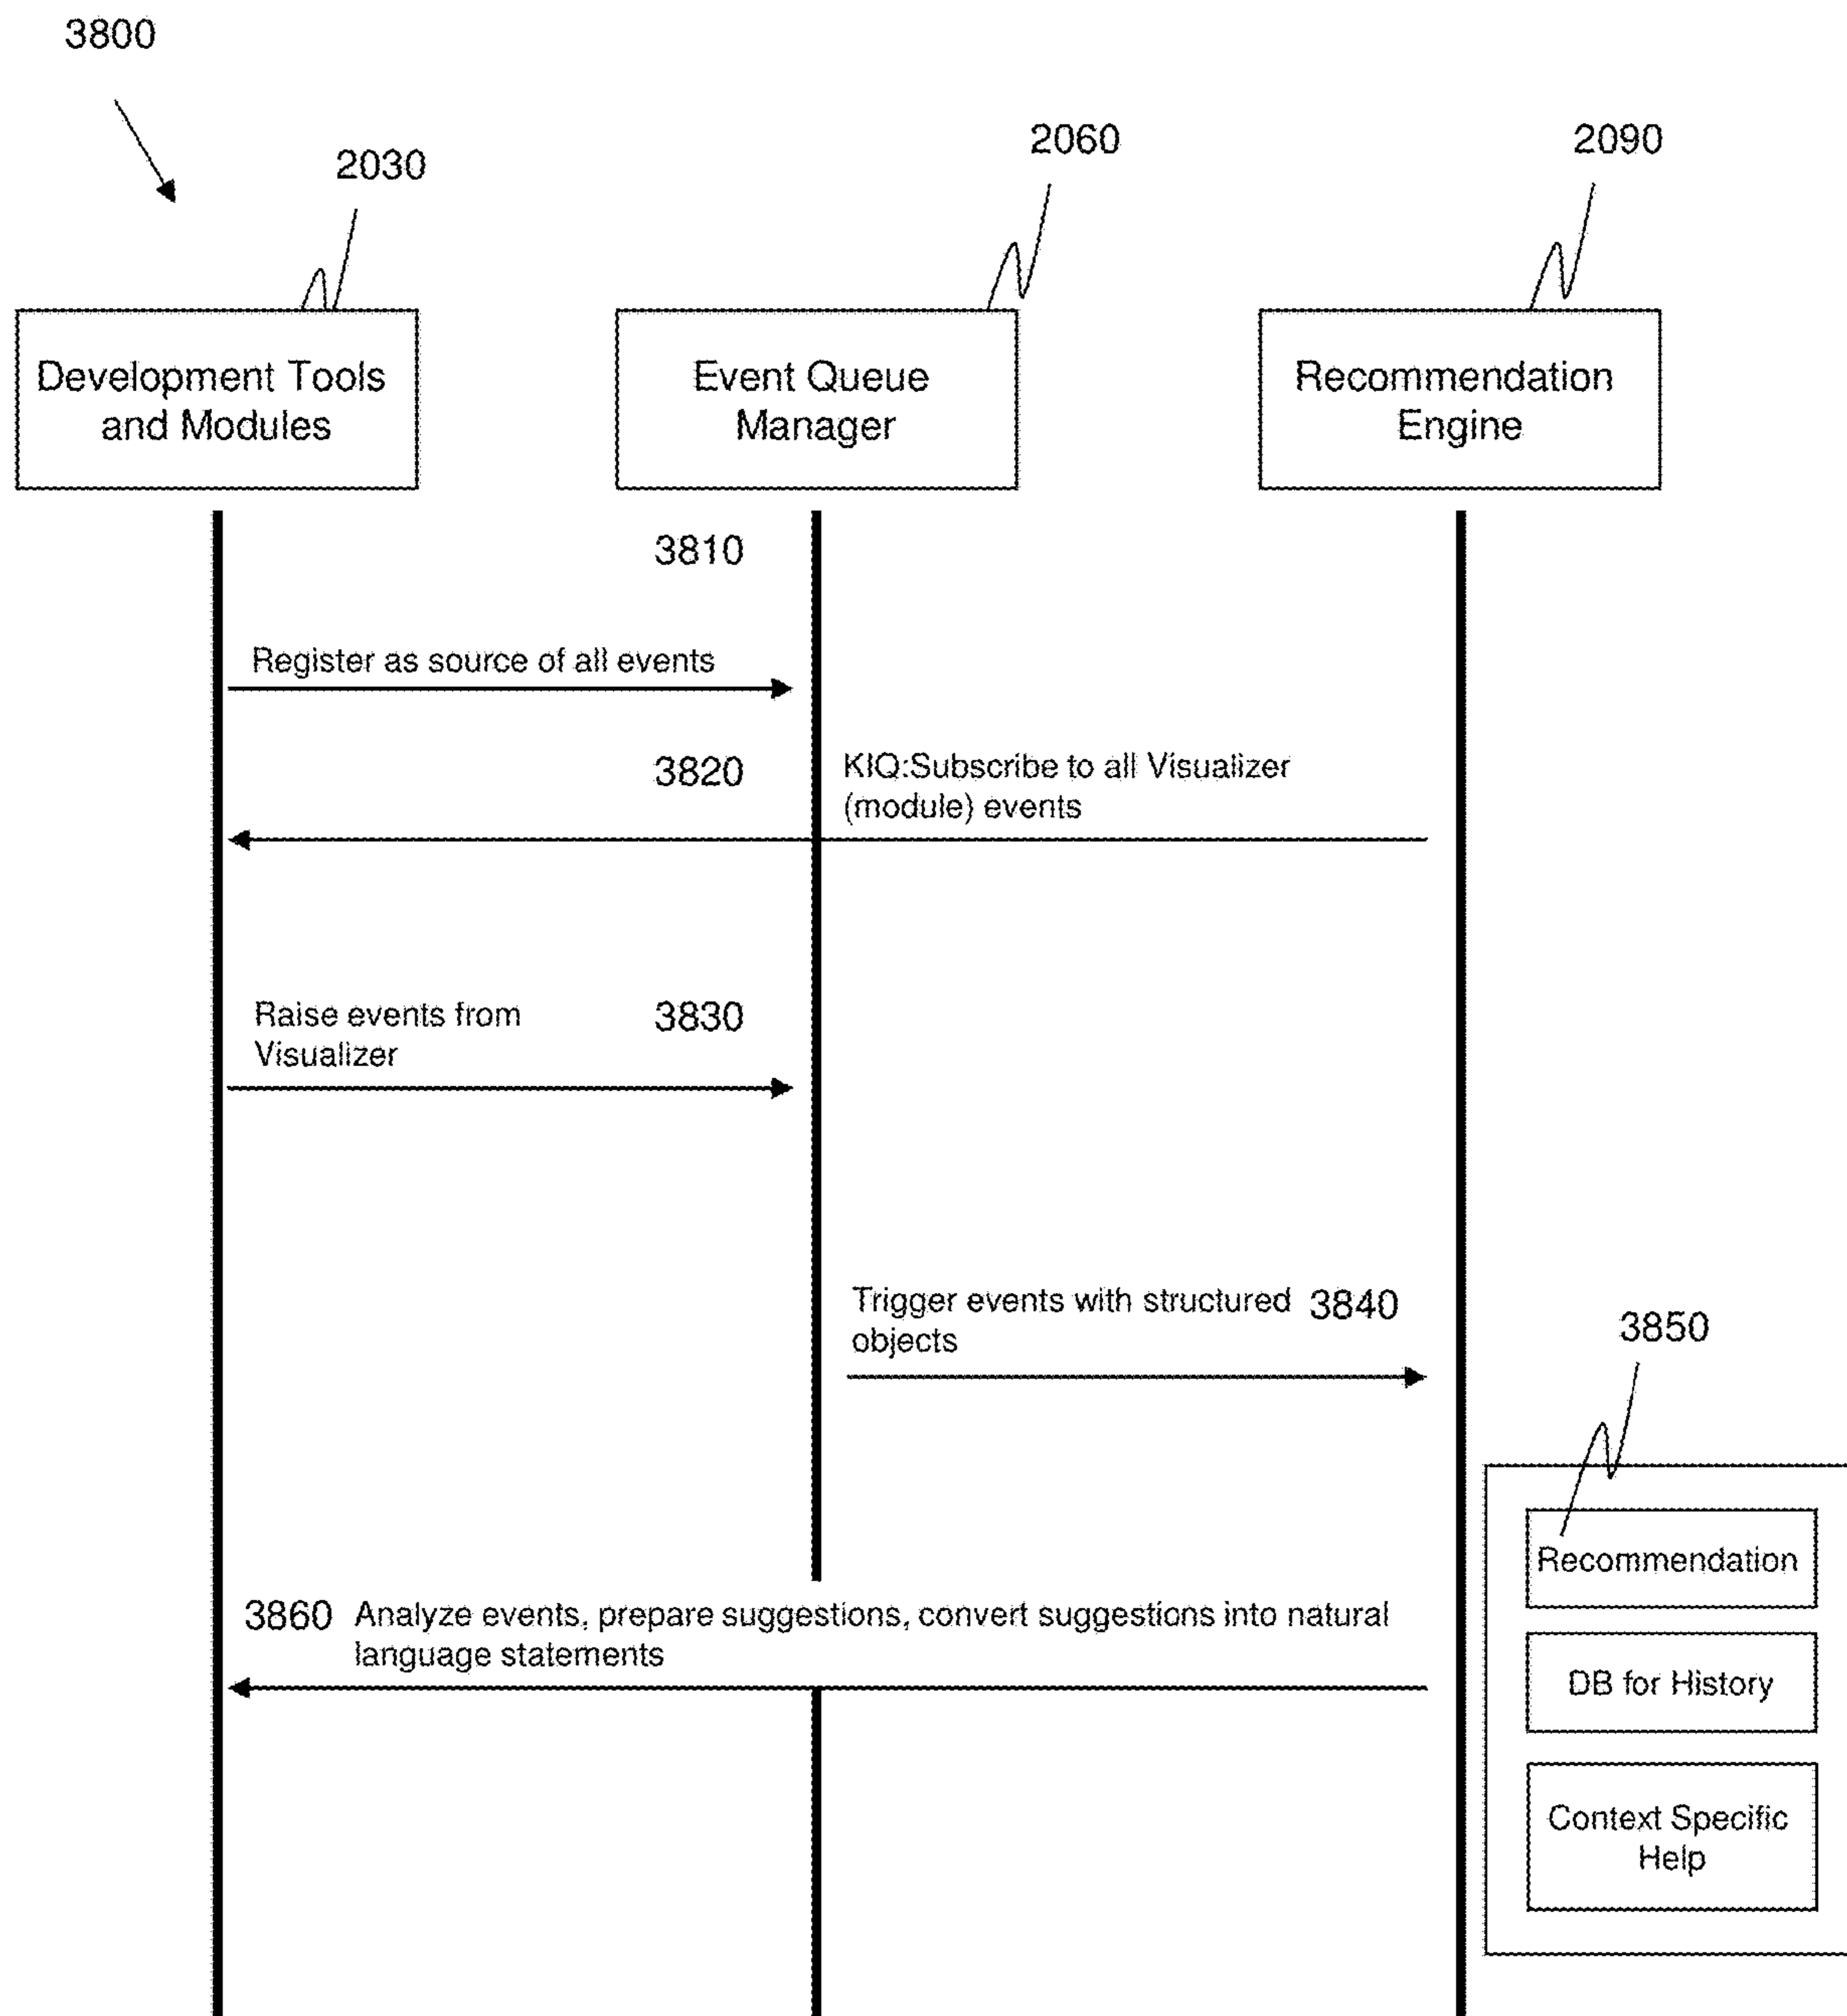 3800
2030
2060
2090
Development Tools
and Modules
Event Queue
Manager
Recommendation
Engine
3810
Register as source of all events
3820
KIQ:Subscribe to all Visualizer
(module) events
Raise events from
Visualizer
3830
Trigger events with structured
objects
3840
3850
Recommendation
3860
Analyze events, prepare suggestions, convert suggestions into natural
language statements
DB for History
Context Specific
Help